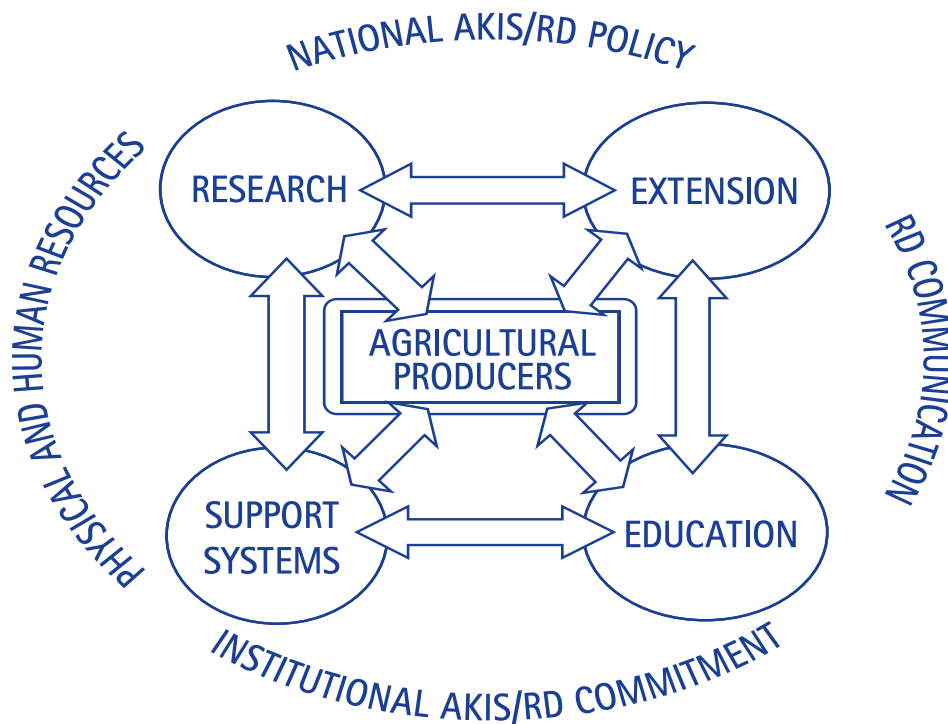 NATIONAL AKIS/RD POLICY
PHYSICAL AND HUMAN RESOURCES
RESEARCH
EXTENSION
RD COMMUNICATION
AGRICULTURAL
PRODUCERS
SUPPORT
SYSTEMS
EDUCATION
INSTITUTIONAL AKIS/RD COMMITMENT